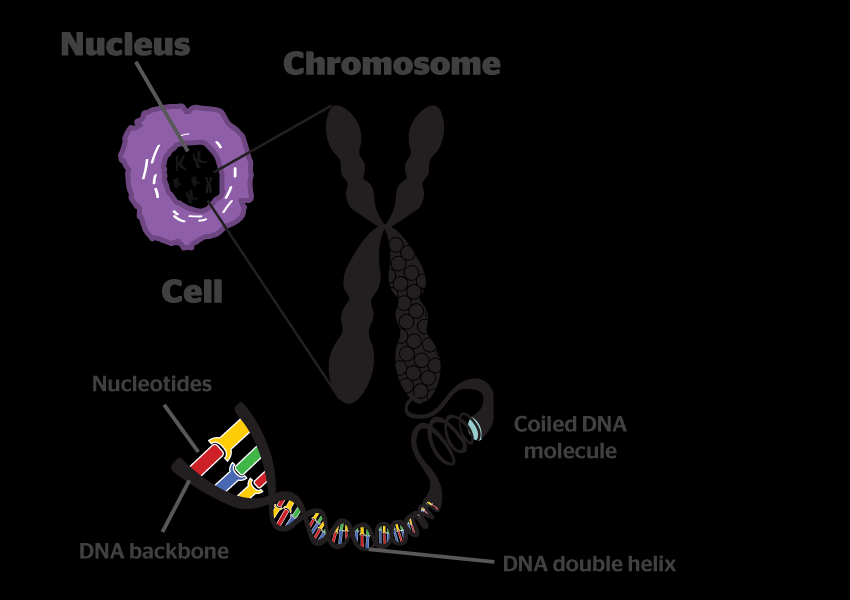 Nucleus
Chromosome
Cell
Nucleotides
Coiled DNA
molecule
DNA backbone
DNA double helix